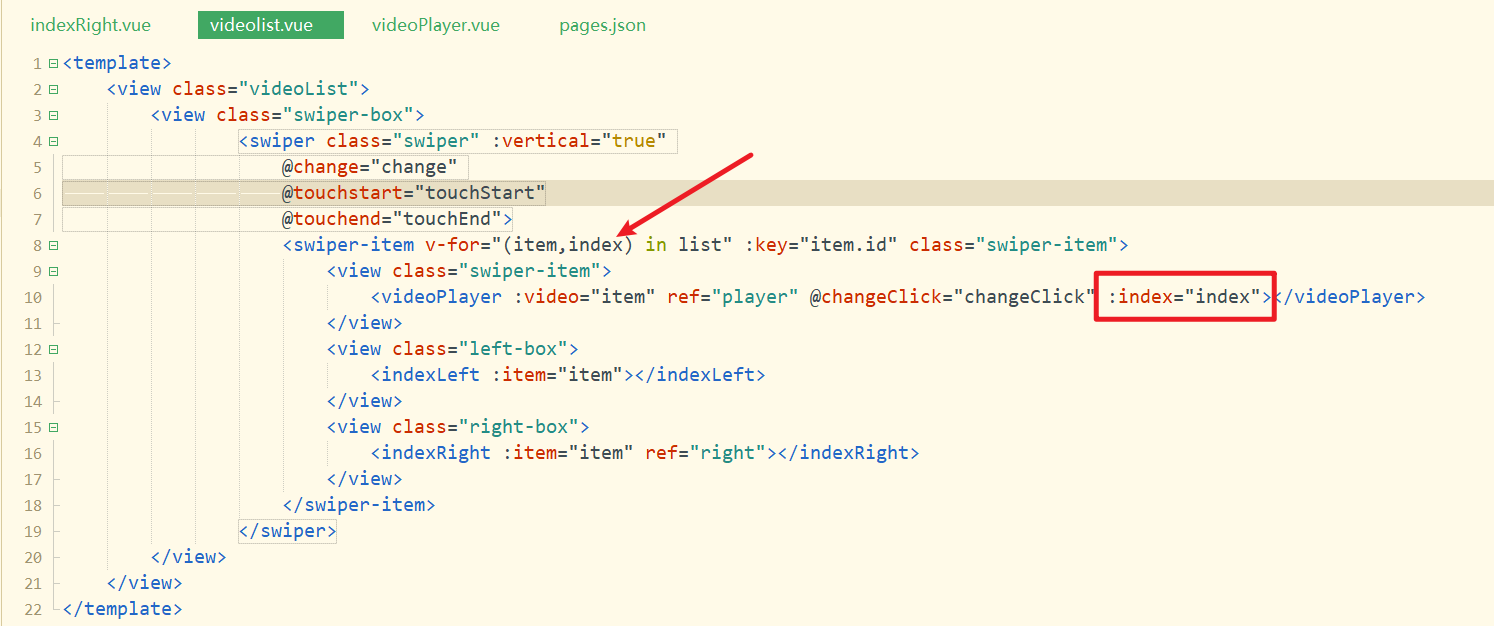 indexRight.vue videolist.vue videoPlayer.vue pages.json
1 <template>
2 <view class="videoList">
3 <view class="swiper-box">
4 <swiper class="swiper" :vertical="true"
5 @change="change"
6 @touchstart="touchStart"
7 @touchend="touchEnd">
8 <swiper-item v-for="(item,index) in list" :key="item.id" class="swiper-item">
9 <view class="swiper-item">
10 <videoPlayer :video="item" ref="player" @changeClick="changeClick" :index="index"></videoPlayer>
11 </view>
12 <view class="left-box">
13 <indexLeft :item="item"></indexLeft>
14 </view>
15 <view class="right-box">
16 <indexRight :item="item" ref="right"></indexRight>
17 </view>
18 </swiper-item>
19 </swiper>
20 </view>
21 </view>
22 </template>